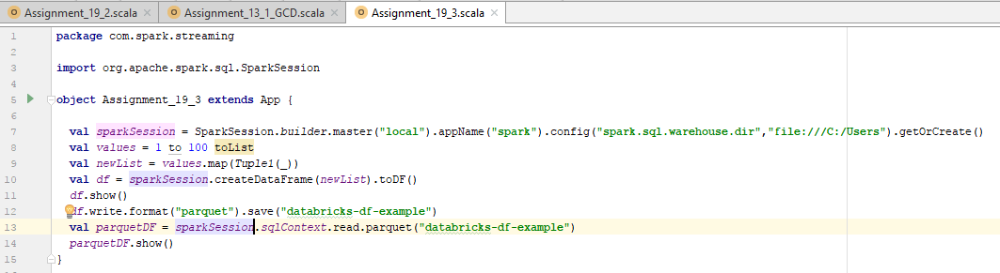 Assignment_19_2.scala Assignment_13_1_GCD.scala Assignment_19_3.scala
1 package com.spark.streaming
2
3 import org.apache.spark.sql.SparkSession
4
5 object Assignment_19_3 extends App {
6
7 val sparkSession = SparkSession.builder.master("local").appName("spark").config("spark.sql.warehouse.dir","file:///C:/Users").getOrCreate()
8 val values = 1 to 100 toList
9 val newList = values.map(Tuple1(_))
10 val df = sparkSession.createDataFrame(newList).toDF()
11 df.show()
12 df.write.format("parquet").save("databricks-df-example")
13 val parquetDF = sparkSession.sqlContext.read.parquet("databricks-df-example")
14 parquetDF.show()
15 }